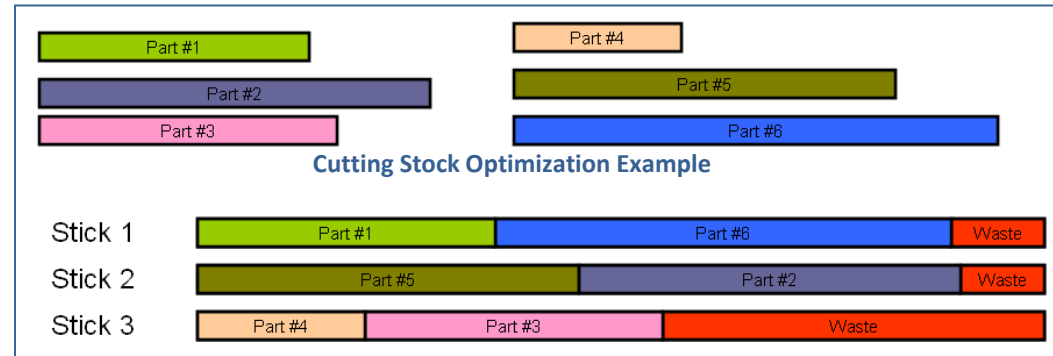 Part #1
Part #2
Part #3
Part #4
Part #5
Part #6
Cutting Stock Optimization Example
Stick 1 Part #1 Part #6 Waste
Stick 2 Part #5 Part #2 Waste
Stick 3 Part #4 Part #3 Waste